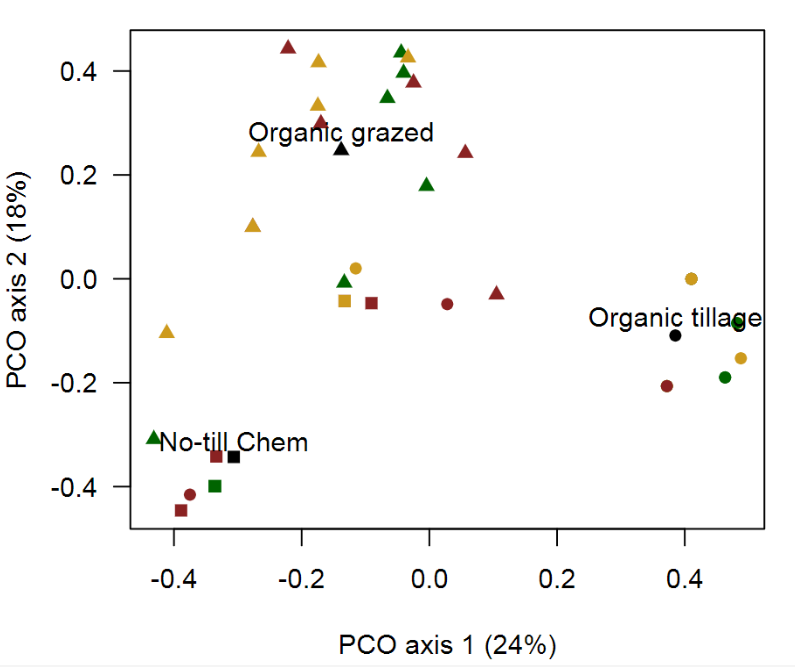 0.4
0.2
0.0
-0.2
-0.4
PCO axis 2 (18%)
Organic grazed
Organic tillage
No-till Chem
-0.4 -0.2 0.0 0.2 0.4
PCO axis 1 (24%)